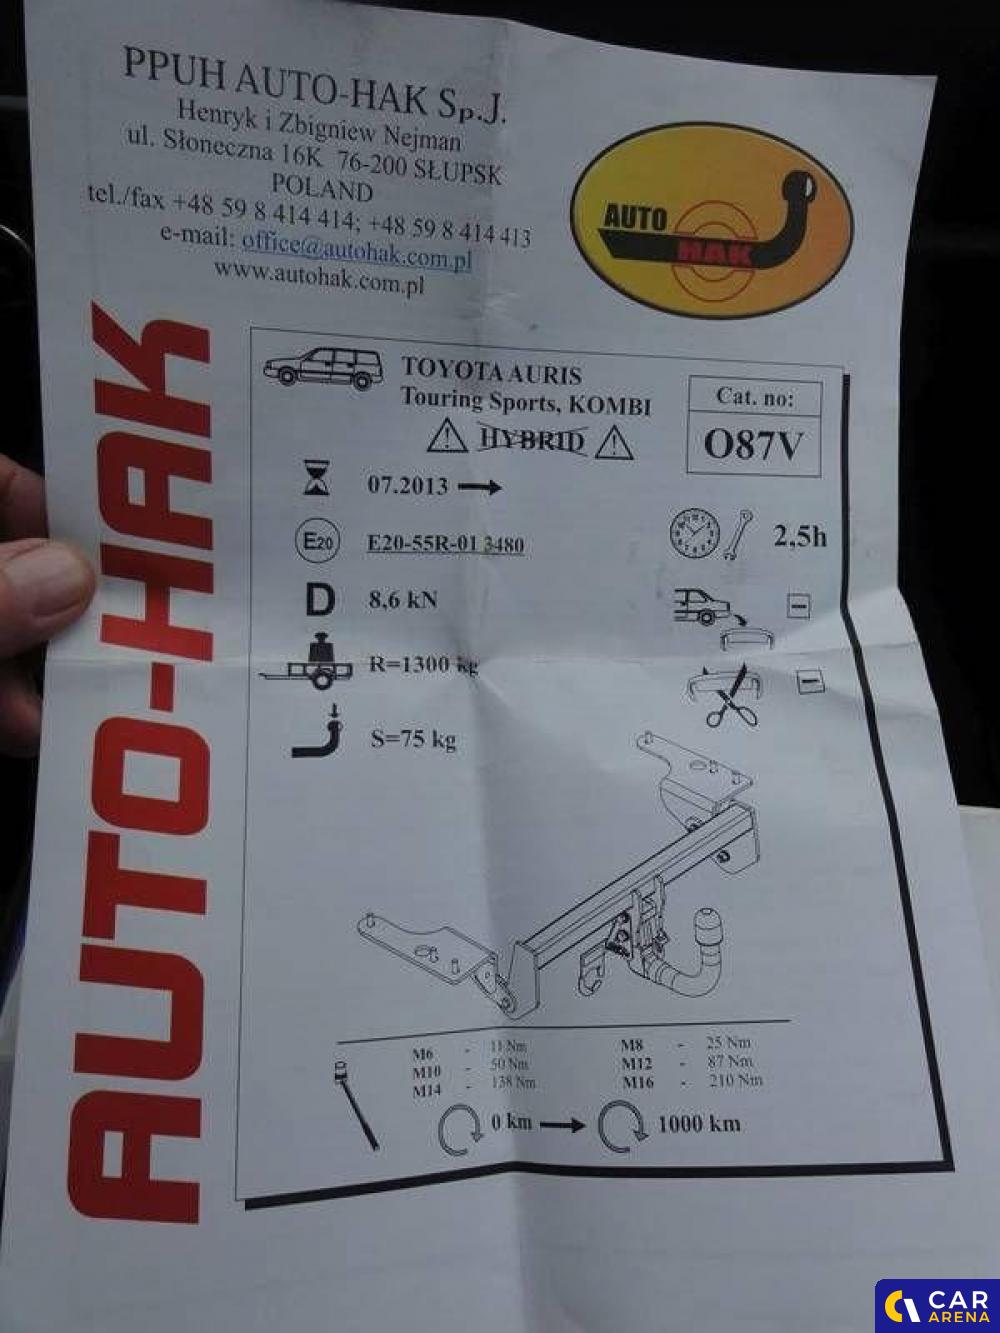 PPUH AUTO-HAK Sp.J.
Henryk i Zbigniew Nejman
ul. Słoneczna 16K 76-200 SŁUPSK
POLAND
tel./fax +48 59 8 414 414; +48 59 8 414 413
e-mail: office@autohak.com.pl
www.autohak.com.pl
AUTO
HAK
AUTO-HAK
TOYOTA AURIS
Touring Sports, KOMBI
HYBRID
Cat. no:
O87V
07.2013
E20
E20-55R-01 3480
2,5h
D
8,6 kN
R=1300 kg
S=75 kg
M6 - 11 Nm
M8 - 25 Nm
M10 - 50 Nm
M12 - 87 Nm
M14 - 138 Nm
M16 - 210 Nm
0 km
1000 km
CAR
ARENA